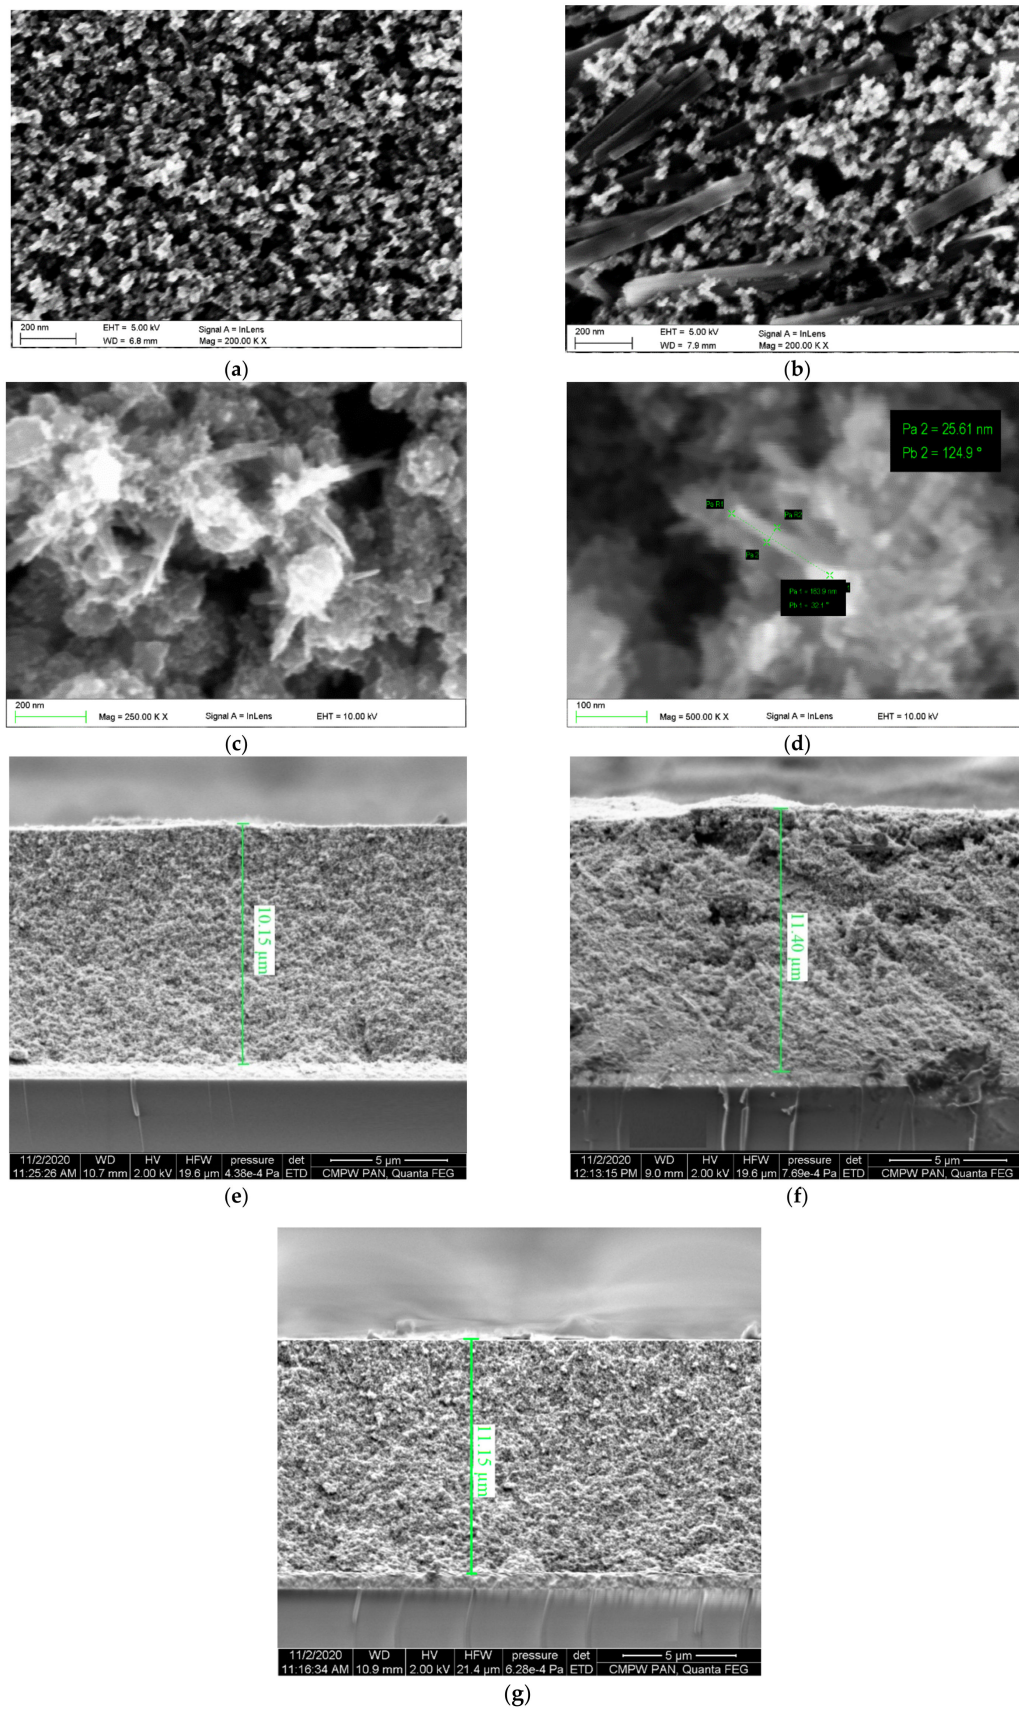 200 nm
EHT = 5.00 kV
Signal A = InLens
WD = 6.8 mm
Mag = 200.00 K X
(a)
200 nm
EHT = 5.00 kV
Signal A = InLens
WD = 7.9 mm
Mag = 200.00 K X
(b)
200 nm
Mag = 250.00 K X
Signal A = InLens
EHT = 10.00 kV
(c)
Pa 2 = 25.61 nm
Pb 2 = 124.9 °
Pa R1
Pa R2
Pa 2
100 nm
Mag = 500.00 K X
Signal A = InLens
EHT = 10.00 kV
(d)
10.15 µm
11/2/2020 WD HV HFW pressure det 5 µm
11:25:26 AM 10.7 mm 2.00 kV 19.6 µm 4.38e-4 Pa ETD CMPW PAN, Quanta FEG
(e)
11.40 µm
11/2/2020 WD HV HFW pressure det 5 µm
12:13:15 PM 9.0 mm 2.00 kV 19.6 µm 7.69e-4 Pa ETD CMPW PAN, Quanta FEG
(f)
11.15 µm
11/2/2020 WD HV HFW pressure det 5 µm
11:16:34 AM 10.9 mm 2.00 kV 21.4 µm 6.28e-4 Pa ETD CMPW PAN, Quanta FEG
(g)